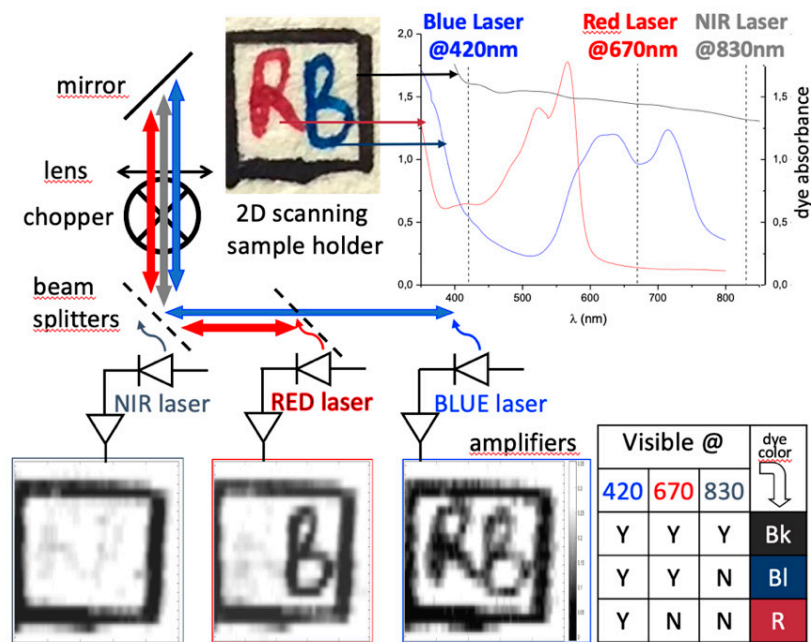 Blue Laser @420nm
Red Laser @670nm
NIR Laser @830nm
mirror
lens
chopper
beam splitters
R B
2D scanning
sample holder
2,0
1,5
1,0
0,5
0,0
400 500 600 700 800
λ (nm)
2,0
1,5
1,0
0,5
0,0
dye absorbance
NIR laser
RED laser
BLUE laser
amplifiers
B
RB
Visible @
dye color
420 670 830
Y Y Y Bk
Y Y N Bl
Y N N R